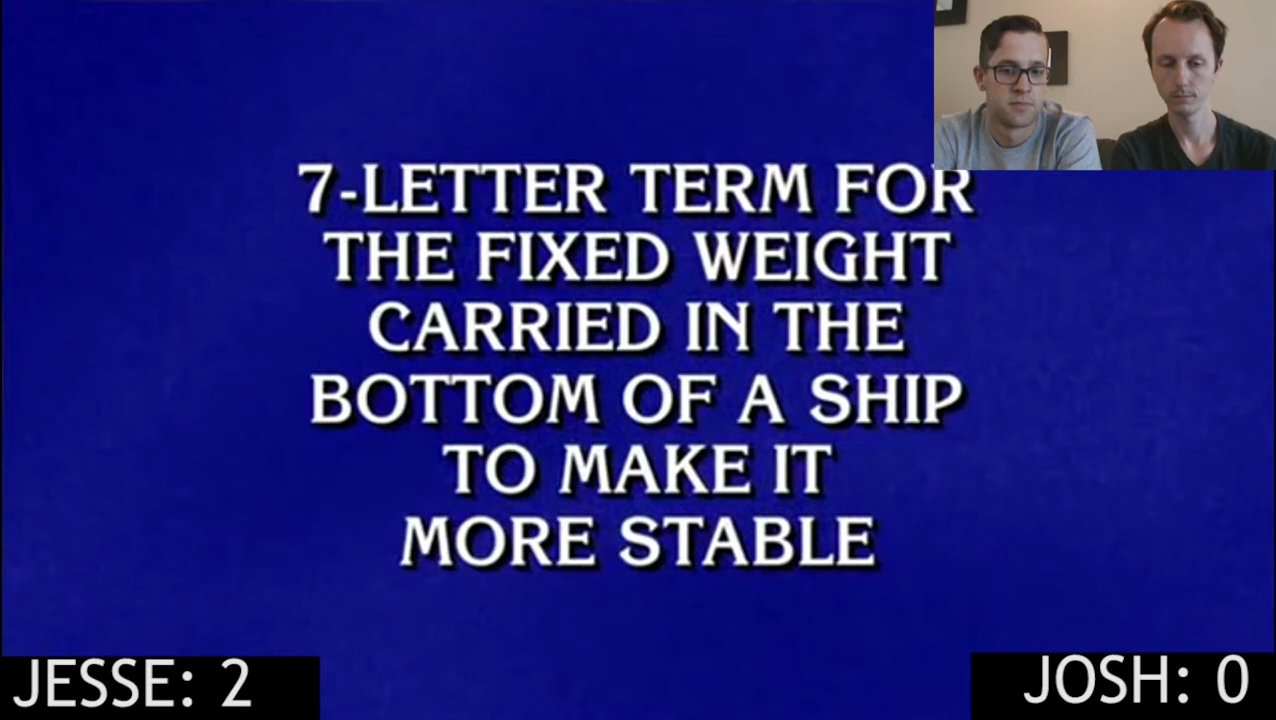 7-LETTER TERM FOR
THE FIXED WEIGHT
CARRIED IN THE
BOTTOM OF A SHIP
TO MAKE IT
MORE STABLE
JESSE: 2
JOSH: 0